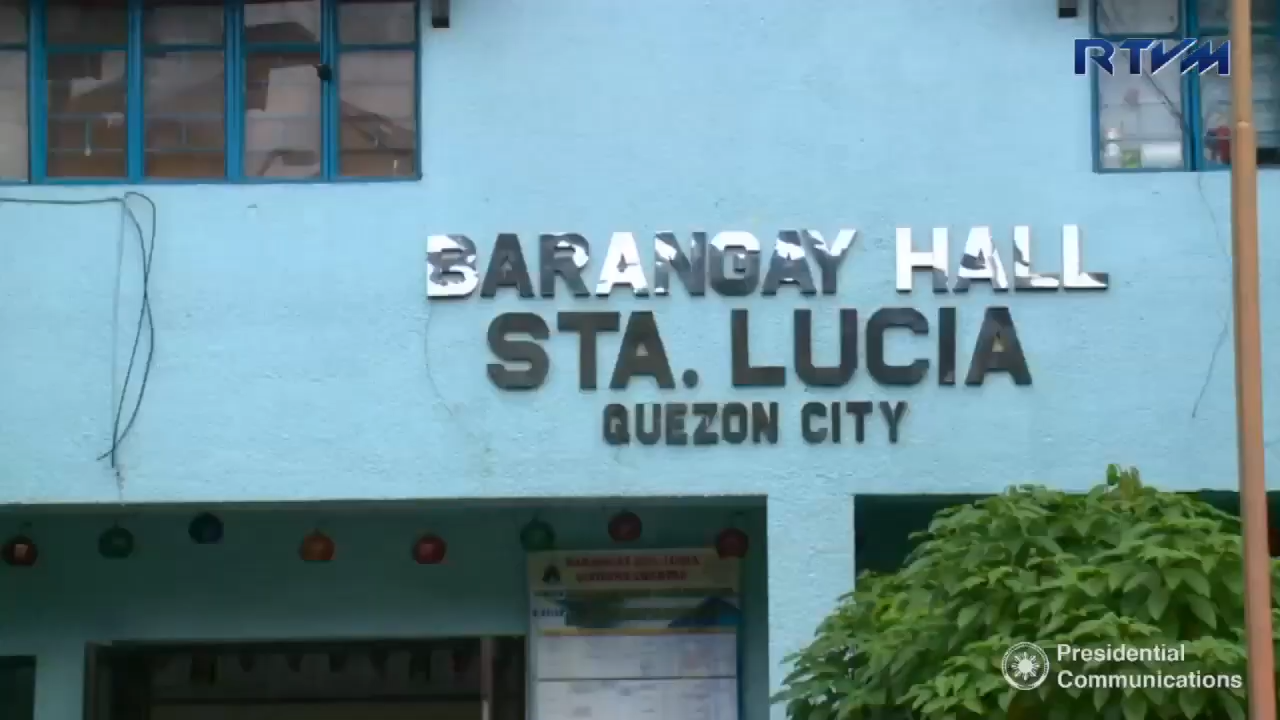 RTVM
BARANGAY HALL
STA. LUCIA
QUEZON CITY
Presidential
Communications